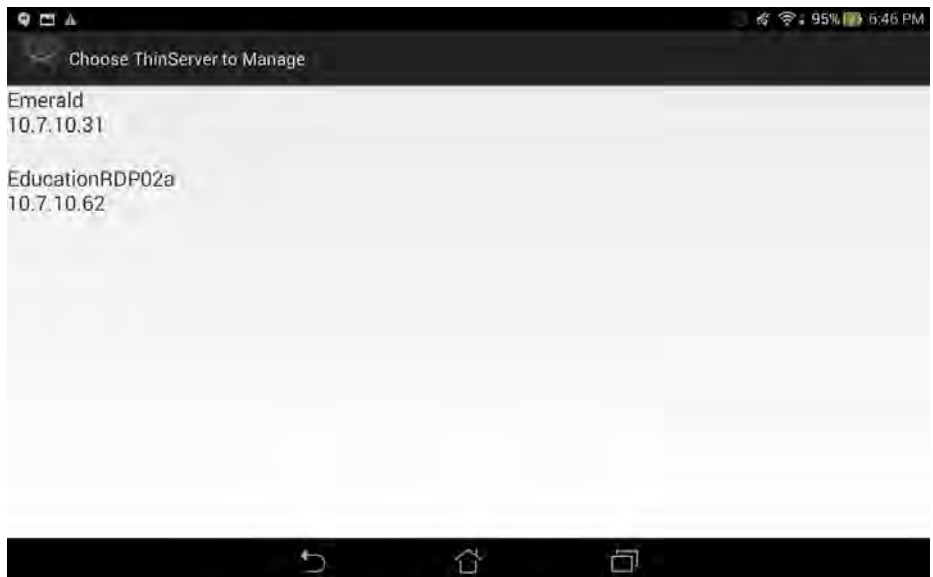 95% 6:46 PM
Choose ThinServer to Manage
Emerald
10.7.10.31
EducationRDP02a
10.7.10.62